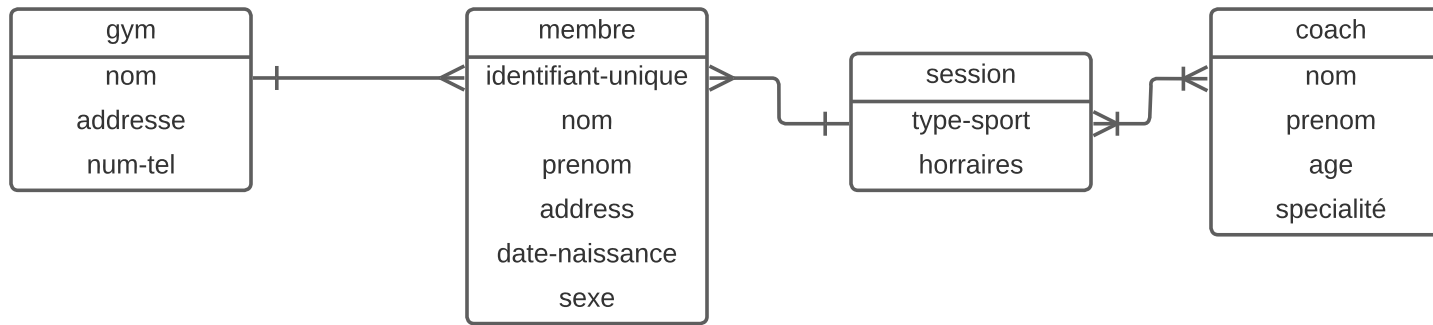 gym
nom
addresse
num-tel
membre
identifiant-unique
nom
prenom
address
date-naissance
sexe
session
type-sport
horraires
coach
nom
prenom
age
specialité